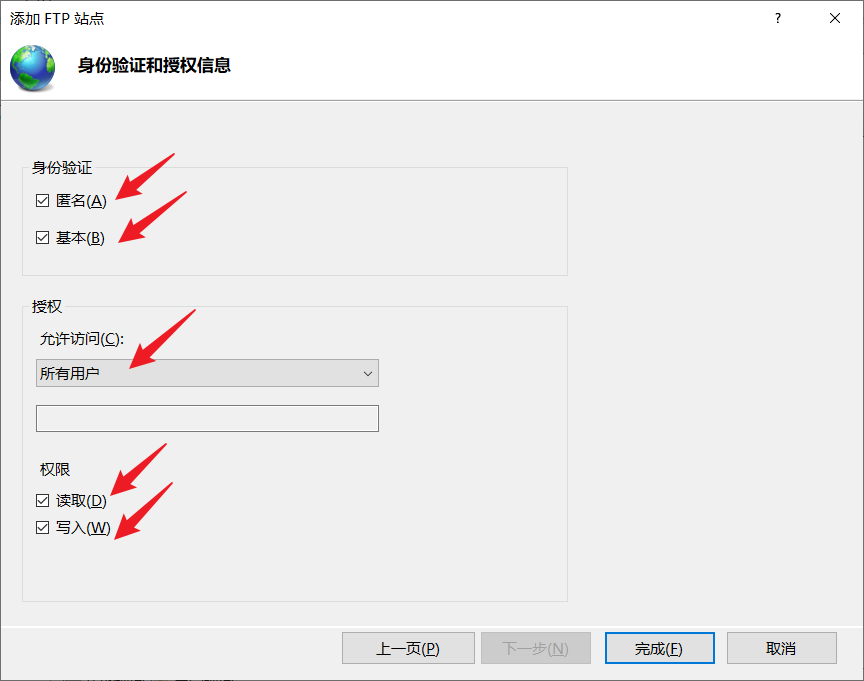 添加 FTP 站点
?
身份验证和授权信息
身份验证
匿名(A)
基本(B)
授权
允许访问(C):
所有用户
权限
读取(D)
写入(W)
上一页(P)
下一步(N)
完成(F)
取消